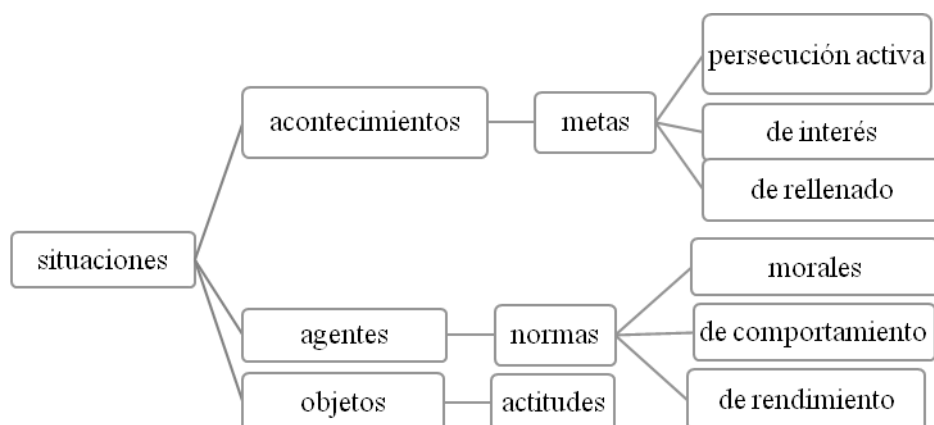 situaciones
acontecimientos
metas
persecución activa
de interés
de rellenado
agentes
normas
morales
de comportamiento
de rendimiento
objetos
actitudes